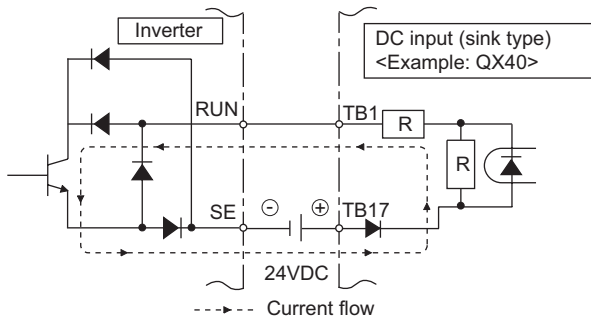 Inverter
DC input (sink type)
<Example: QX40>
RUN
TB1
R
R
SE
⊖
⊕
TB17
24VDC
Current flow